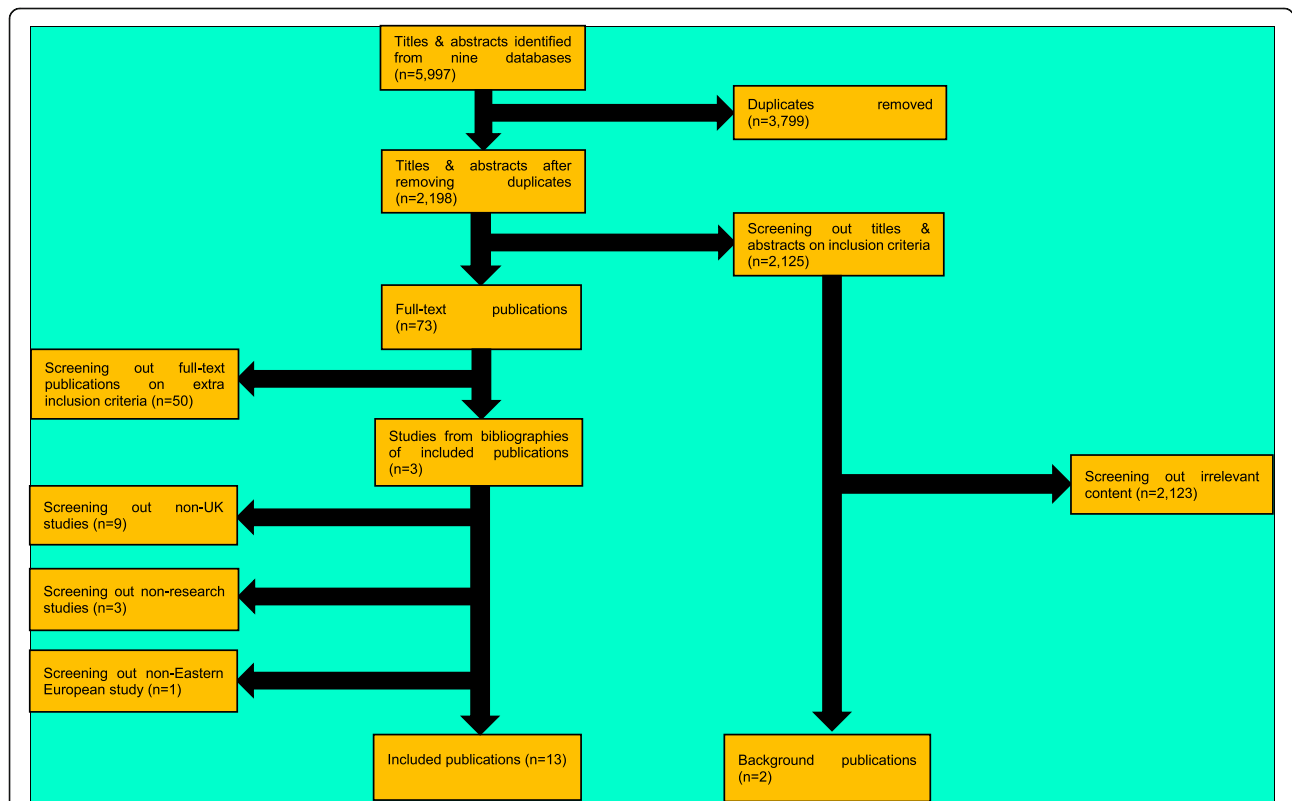 Titles & abstracts identified
from nine databases
(n=5,997)
Duplicates removed
(n=3,799)
Titles & abstracts after
removing duplicates
(n=2,198)
Screening out titles &
abstracts on inclusion criteria
(n=2,125)
Full-text publications
(n=73)
Screening out full-text
publications on extra
inclusion criteria (n=50)
Studies from bibliographies
of included publications
(n=3)
Screening out irrelevant
content (n=2,123)
Screening out non-UK
studies (n=9)
Screening out non-research
studies (n=3)
Screening out non-Eastern
European study (n=1)
Included publications (n=13)
Background publications
(n=2)